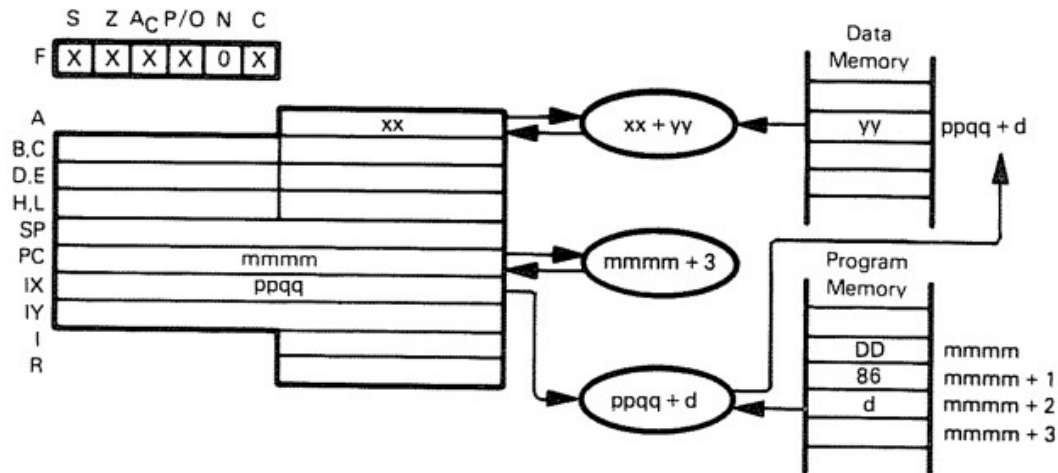 S Z AC P/O N C
F X X X X 0 X
Data
Memory
A xx xx + yy yy ppqq + d
B,C
D,E
H,L
SP
PC mmmm mmmm + 3
Program
Memory
IX ppqq
IY
I
R
DD mmmm
86 mmmm + 1
ppqq + d d mmmm + 2
mmmm + 3